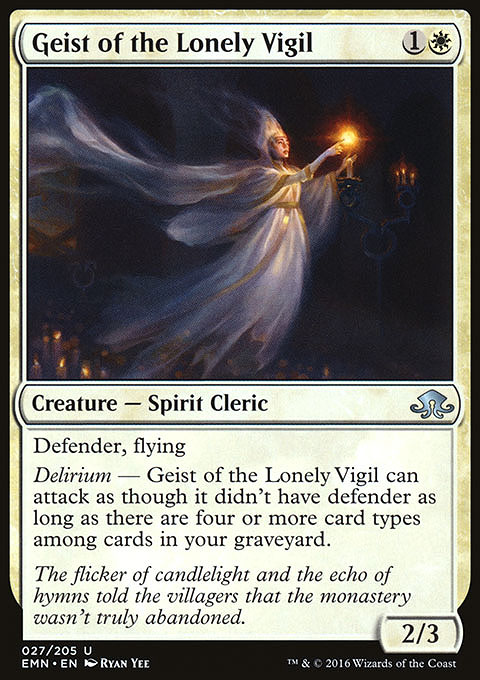 Geist of the Lonely Vigil 1
Creature — Spirit Cleric
Defender, flying
Delirium — Geist of the Lonely Vigil can
attack as though it didn't have defender as
long as there are four or more card types
among cards in your graveyard.
The flicker of candlelight and the echo of
hymns told the villagers that the monastery
wasn't truly abandoned.
2/3
027/205 U
EMN • EN Ryan Yee
™ & © 2016 Wizards of the Coast